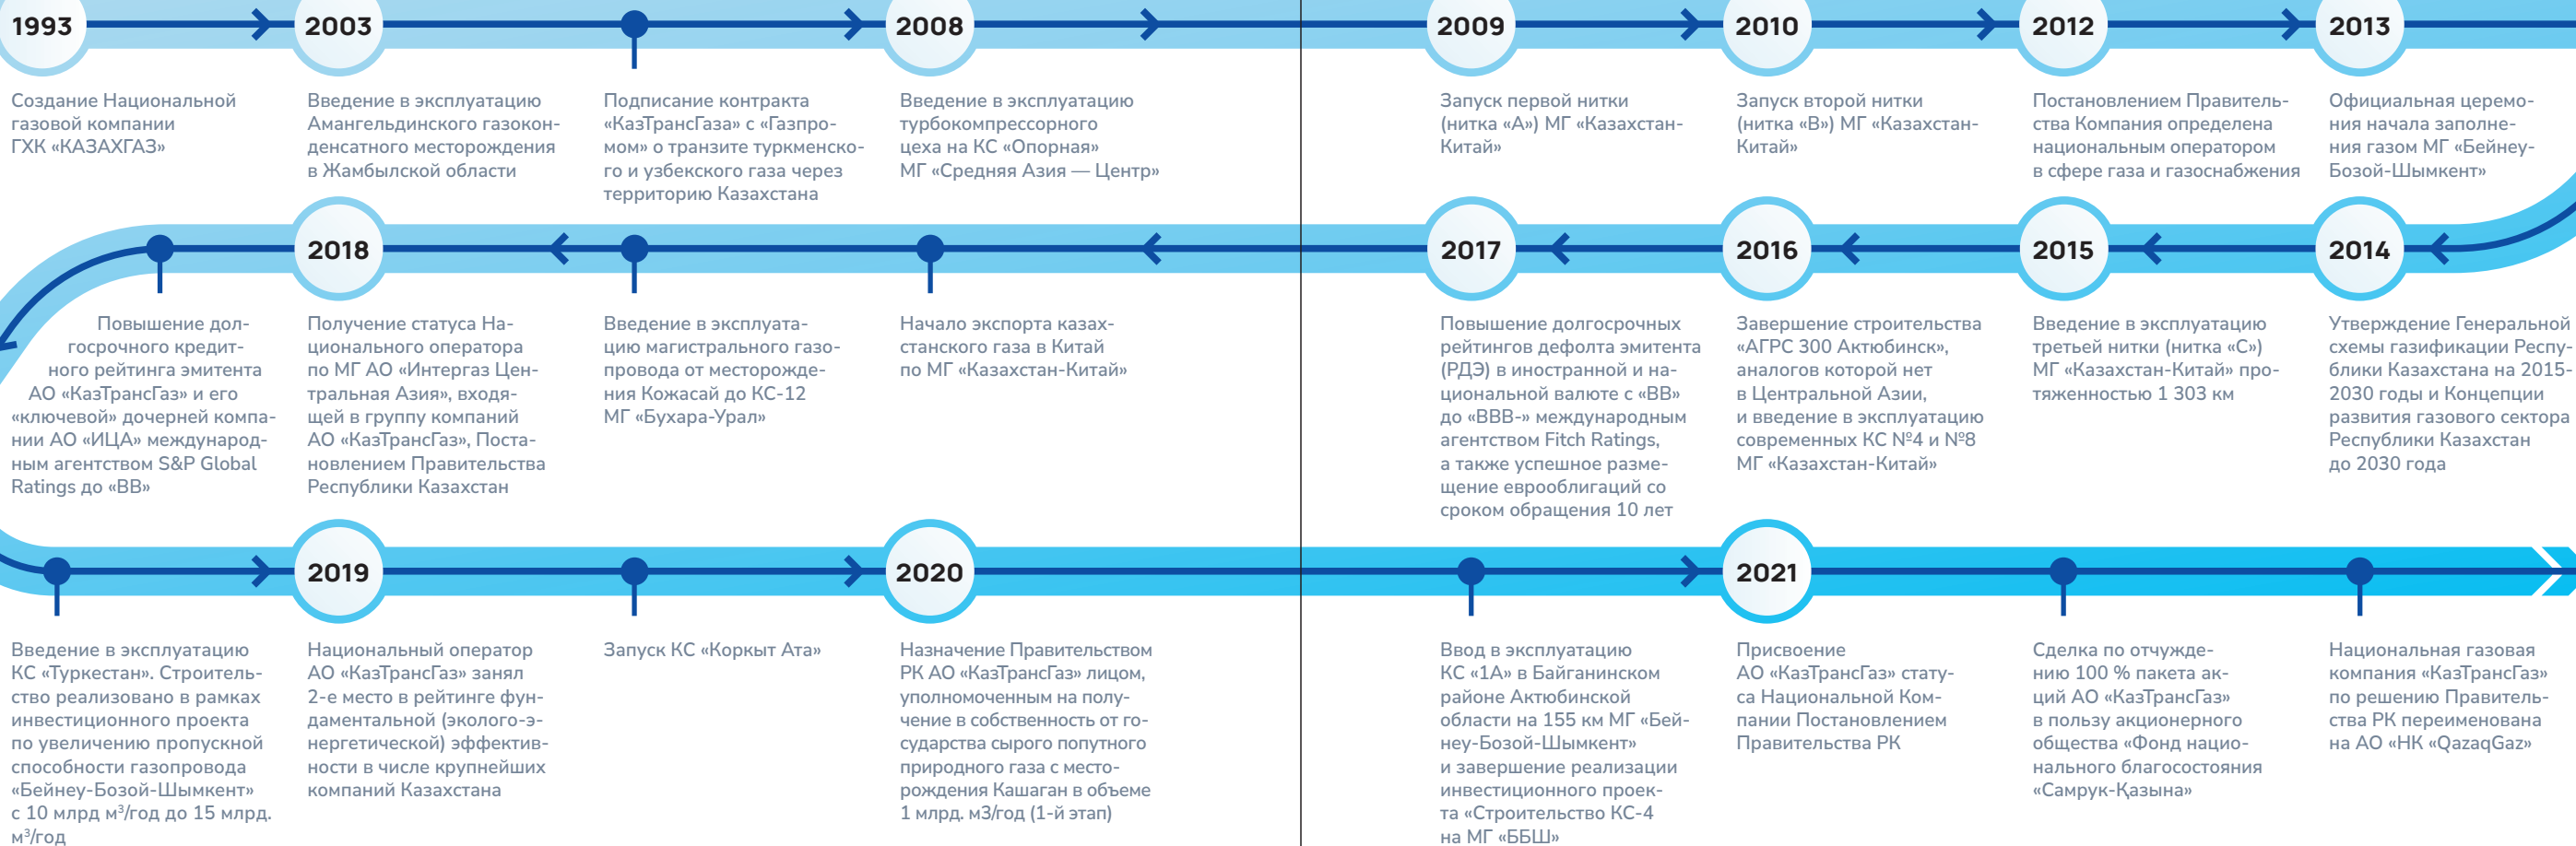 1993
Создание Национальной
газовой компании
ГХК «КАЗАХГАЗ»
2003
Введение в эксплуатацию
Амангельдинского газокон-
денсатного месторождения
в Жамбылской области
Подписание контракта
«КазТрансГаза» с «Газпро-
мом» о транзите туркменско-
го и узбекского газа через
территорию Казахстана
2008
Введение в эксплуатацию
турбокомпрессорного
цеха на КС «Опорная»
МГ «Средняя Азия — Центр»
2009
Запуск первой нитки
(нитка «А») МГ «Казахстан-
Китай»
2010
Запуск второй нитки
(нитка «В») МГ «Казахстан-
Китай»
2012
Постановлением Правитель-
ства Компания определена
национальным оператором
в сфере газа и газоснабжения
2013
Официальная церемо-
ния начала заполне-
ния газом МГ «Бейнеу-
Бозой-Шымкент»
2014
Утверждение Генеральной
схемы газификации Респу-
блики Казахстана на 2015-
2030 годы и Концепции
развития газового сектора
Республики Казахстан
до 2030 года
2015
Введение в эксплуатацию
третьей нитки (нитка «С»)
МГ «Казахстан-Китай» про-
тяженностью 1 303 км
2016
Завершение строительства
«АГРС 300 Актюбинск»,
аналогов которой нет
в Центральной Азии,
и введение в эксплуатацию
современных КС №4 и №8
МГ «Казахстан-Китай»
2017
Повышение долгосрочных
рейтингов дефолта эмитента
(РДЭ) в иностранной и на-
циональной валюте с «BB»
до «BBB-» международным
агентством Fitch Ratings,
а также успешное разме-
щение еврооблигаций со
сроком обращения 10 лет
Начало экспорта казах-
станского газа в Китай
по МГ «Казахстан-Китай»
Введение в эксплуата-
цию магистрального газо-
провода от месторожде-
ния Кожасай до КС-12
МГ «Бухара-Урал»
2018
Получение статуса На-
ционального оператора
по МГ АО «Интергаз Цен-
тральная Азия», входя-
щей в группу компаний
АО «КазТрансГаз», Поста-
новлением Правительства
Республики Казахстан
Повышение дол-
госрочного кредит-
ного рейтинга эмитента
АО «КазТрансГаз» и его
«ключевой» дочерней компа-
нии АО «ИЦА» международ-
ным агентством S&P Global
Ratings до «BB»
Введение в эксплуатацию
КС «Туркестан». Строитель-
ство реализовано в рамках
инвестиционного проекта
по увеличению пропускной
способности газопровода
«Бейнеу-Бозой-Шымкент»
с 10 млрд м³/год до 15 млрд.
м³/год
2019
Национальный оператор
АО «КазТрансГаз» занял
2-е место в рейтинге фун-
даментальной (эколого-э-
нергетической) эффектив-
ности в числе крупнейших
компаний Казахстана
Запуск КС «Коркыт Ата»
2020
Назначение Правительством
РК АО «КазТрансГаз» лицом,
уполномоченным на полу-
чение в собственность от го-
сударства сырого попутного
природного газа с место-
рождения Кашаган в объеме
1 млрд. м3/год (1-й этап)
Ввод в эксплуатацию
КС «1А» в Байганинском
районе Актюбинской
области на 155 км МГ «Бей-
неу-Бозой-Шымкент»
и завершение реализации
инвестиционного проек-
та «Строительство КС-4
на МГ «ББШ»
2021
Присвоение
АО «КазТрансГаз» стату-
са Национальной Ком-
пании Постановлением
Правительства РК
Сделка по отчужде-
нию 100 % пакета ак-
ций АО «КазТрансГаз»
в пользу акционерного
общества «Фонд нацио-
нального благосостояния
«Самрук-Қазына»
Национальная газовая
компания «КазТрансГаз»
по решению Правитель-
ства РК переименована
на АО «НК «QazaqGaz»